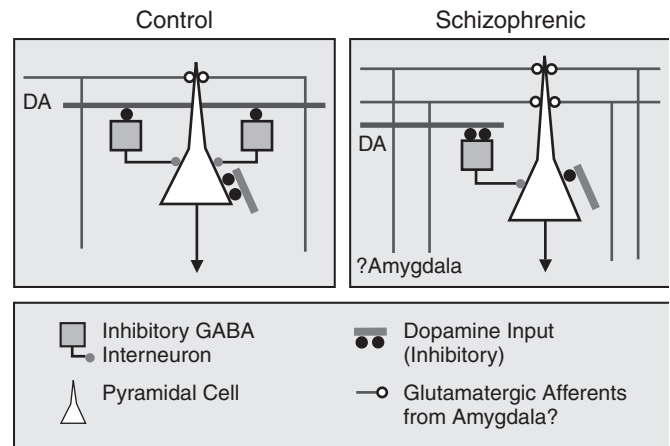 Control
Schizophrenic
DA
DA
?Amygdala
Inhibitory GABA
Interneuron
Dopamine Input
(Inhibitory)
Pyramidal Cell
Glutamatergic Afferents
from Amygdala?